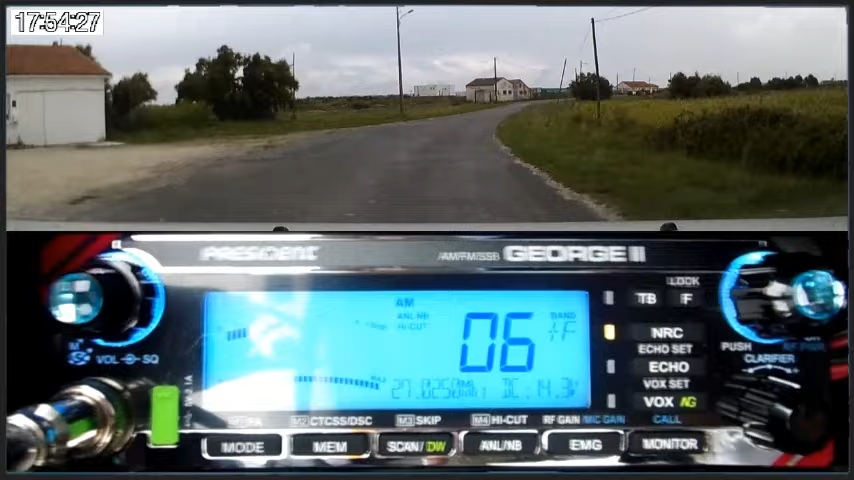 17:54:27
PRESIDENT
/AM/FM/SSB GEORGE II
LOCK
TB F
AM
ANL NB
HI-CUT
06
BAND
NRC
ECHO SET
ECHO
VOX SET
VOX
VOL SQ
PUSH
CLARIFIER
M2 CTCSS/DSC M3 SKIP M4 HI-CUT RF GAIN /MIC GAIN CALL
MODE MEM SCAN/DW ANL/NB EMG MONITOR